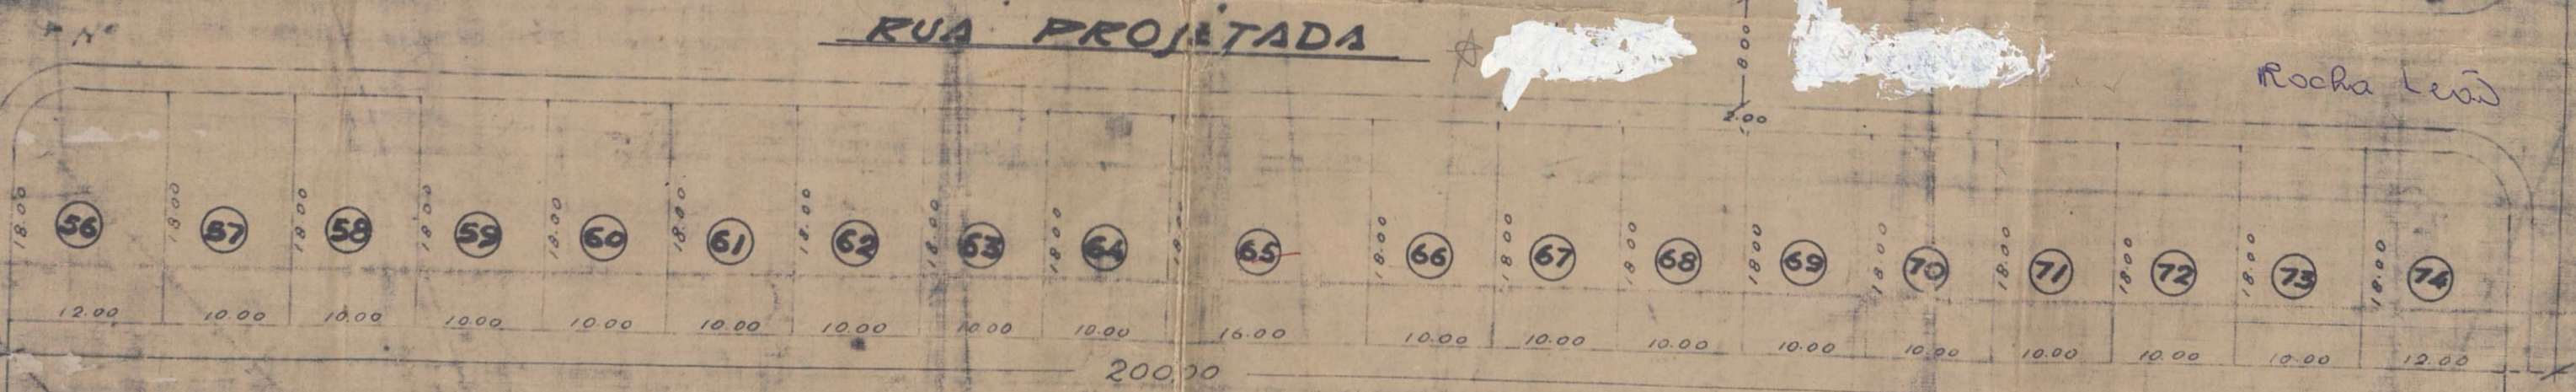 Nº
RUA PROJETADA
8.00
Rocha Leão
2.00
18.00 56 18.00 57 18.00 58 18.00 59 18.00 60 18.00 61 18.00 62 18.00 63 18.00 64 18.00 65 18.00 66 18.00 67 18.00 68 18.00 69 18.00 70 18.00 71 18.00 72 18.00 73 18.00 74
12.00 10.00 10.00 10.00 10.00 10.00 10.00 10.00 10.00 16.00 10.00 10.00 10.00 10.00 10.00 10.00 10.00 10.00 12.00
200.00